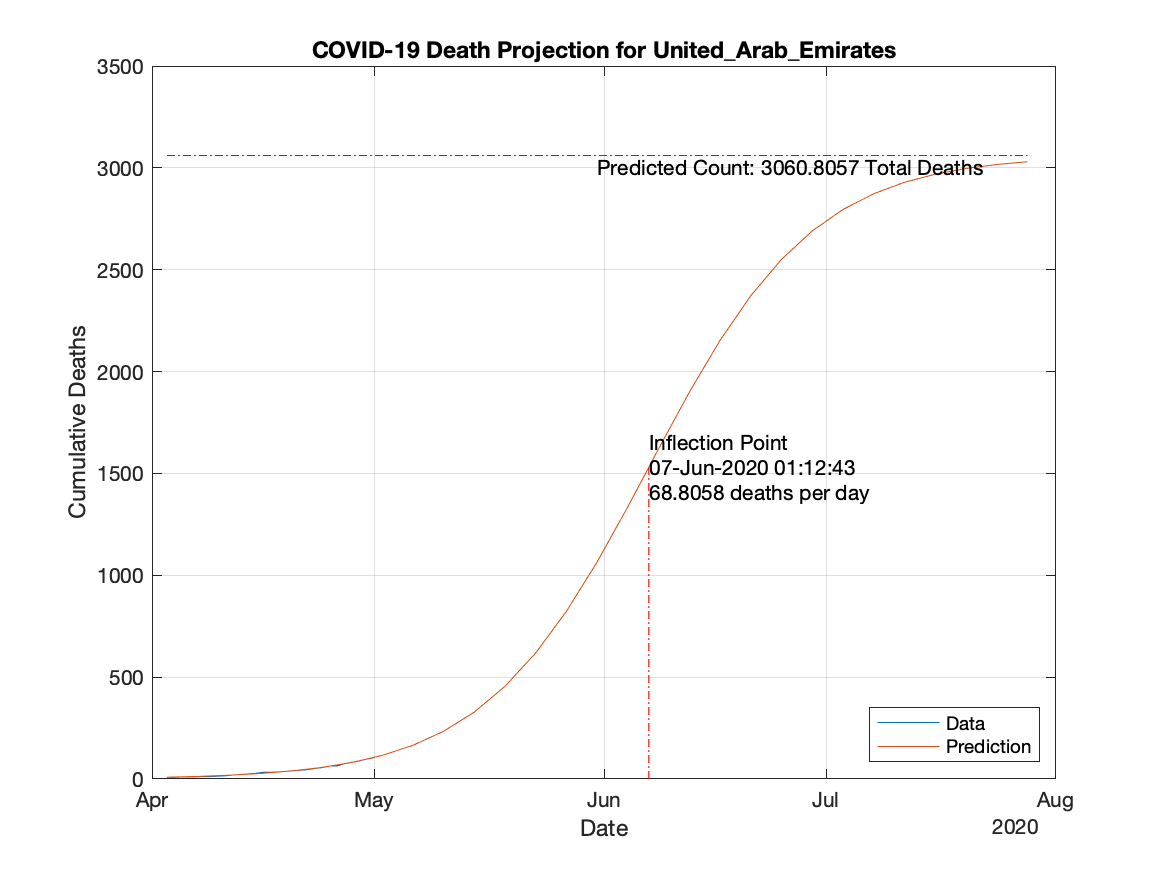 COVID-19 Death Projection for United_Arab_Emirates
3500
3000
2500
2000
1500
1000
500
0
Cumulative Deaths
Predicted Count: 3060.8057 Total Deaths
Inflection Point
07-Jun-2020 01:12:43
68.8058 deaths per day
Data
Prediction
Apr
May
Jun
Jul
Aug
Date
2020